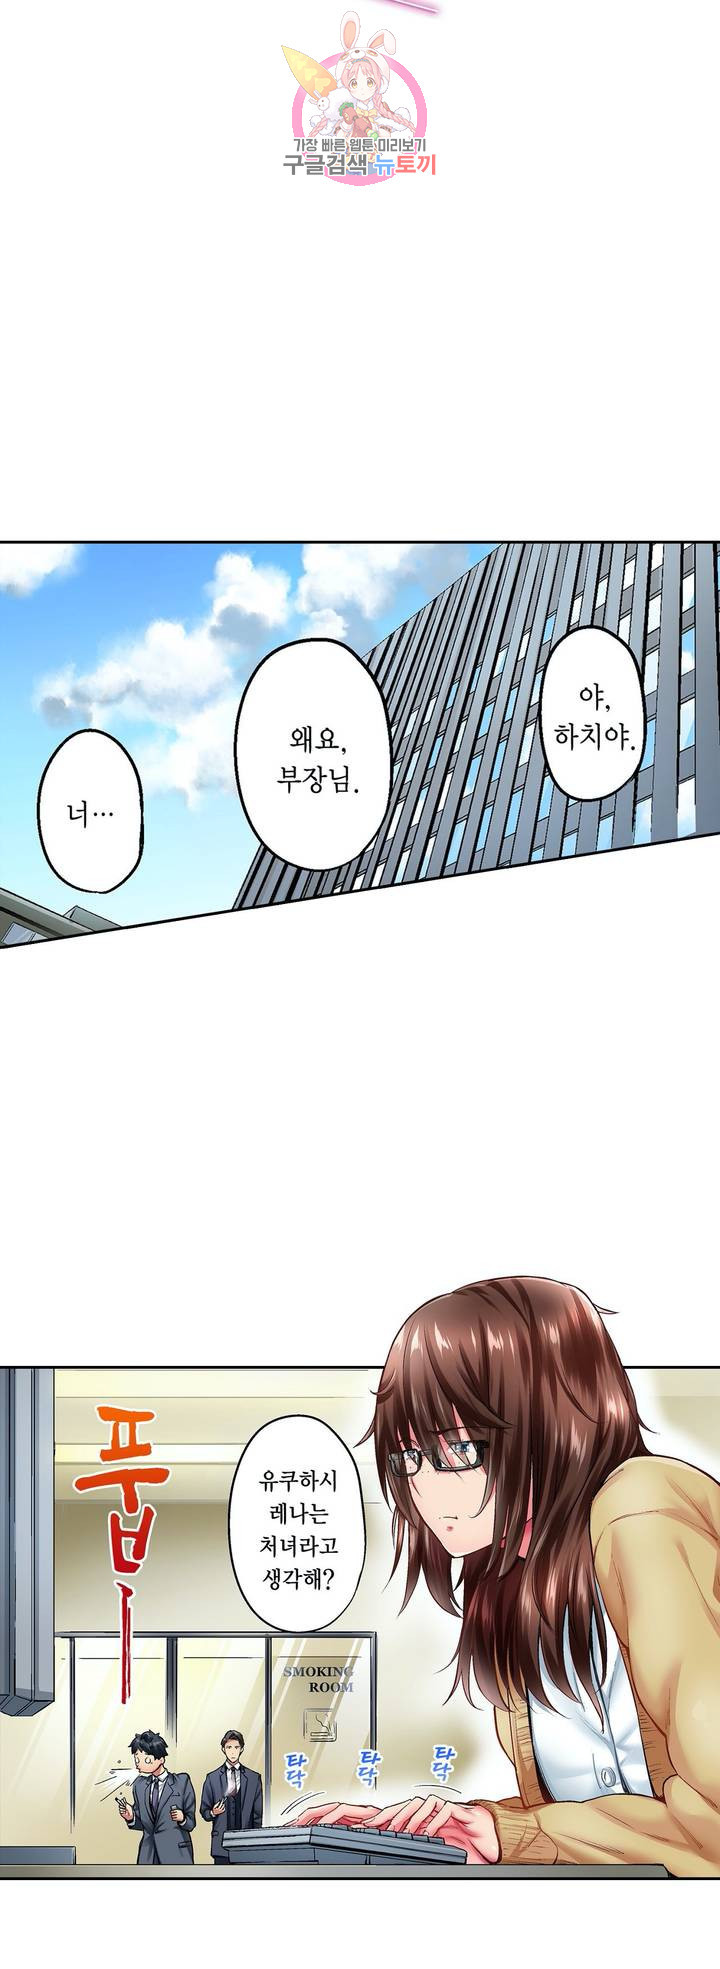 가장 빠른 웹툰 미리보기
구글검색 뉴토끼
야,
하치야.
왜요,
부장님.
너…
푸ㅂ
유쿠하시
레나는
처녀라고
생각해?
SMOKING
ROOM
타닥
타닥
타닥